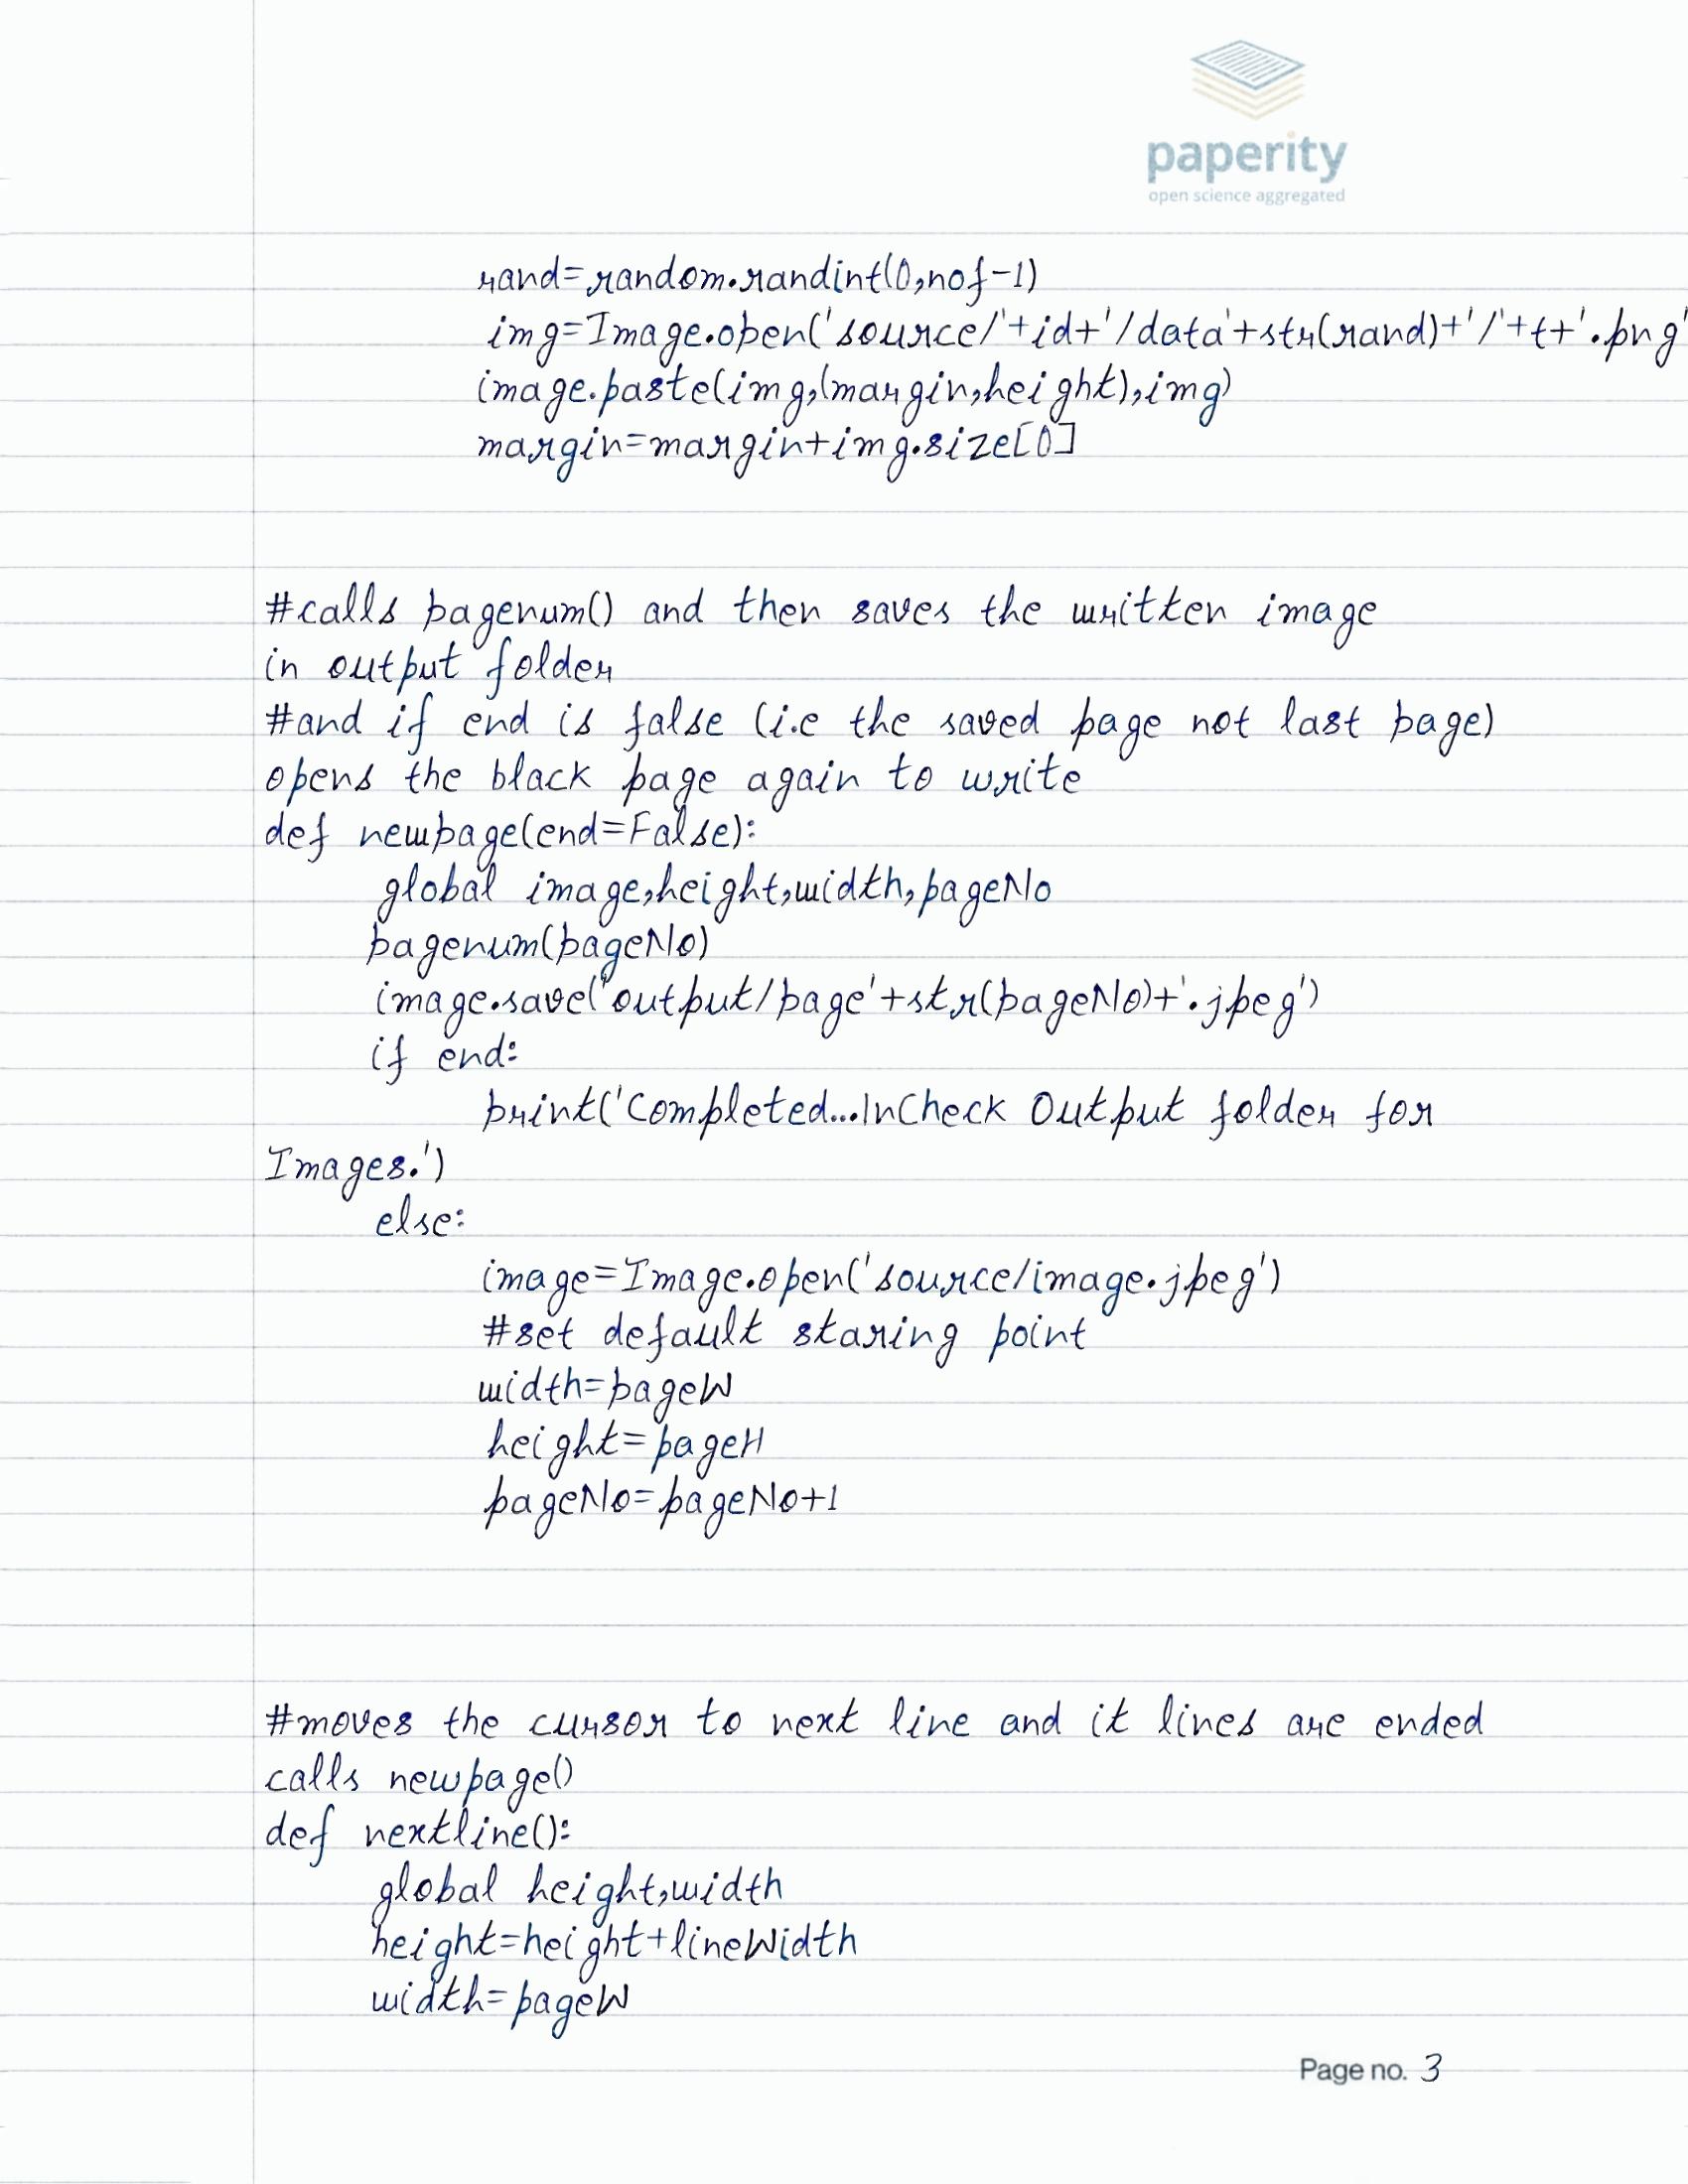 paperity
open science aggregated
rand=random.randint(0,nof-1)
img=Image.open('source/'+id+'/data'+str(rand)+'/'+t+'.png'
image.paste(img,(margin,height),img)
margin=margin+img.size[0]
#calls pagenum() and then saves the written image
in output folder
#and if end is false (i.e the saved page not last page)
opens the black page again to write
def newpage(end=False):
global image,height,width,pageNo
pagenum(pageNo)
image.save('output/page'+str(pageNo)+'.jpeg')
if end:
print('Completed...\nCheck Output folder for
Images.')
else:
image=Image.open('source/image.jpeg')
#set default staring point
width=pageW
height=pageH
pageNo=pageNo+1
#moves the cursor to next line and it lines are ended
calls newpage()
def nextline():
global height,width
height=height+lineWidth
width=pageW
Page no. 3